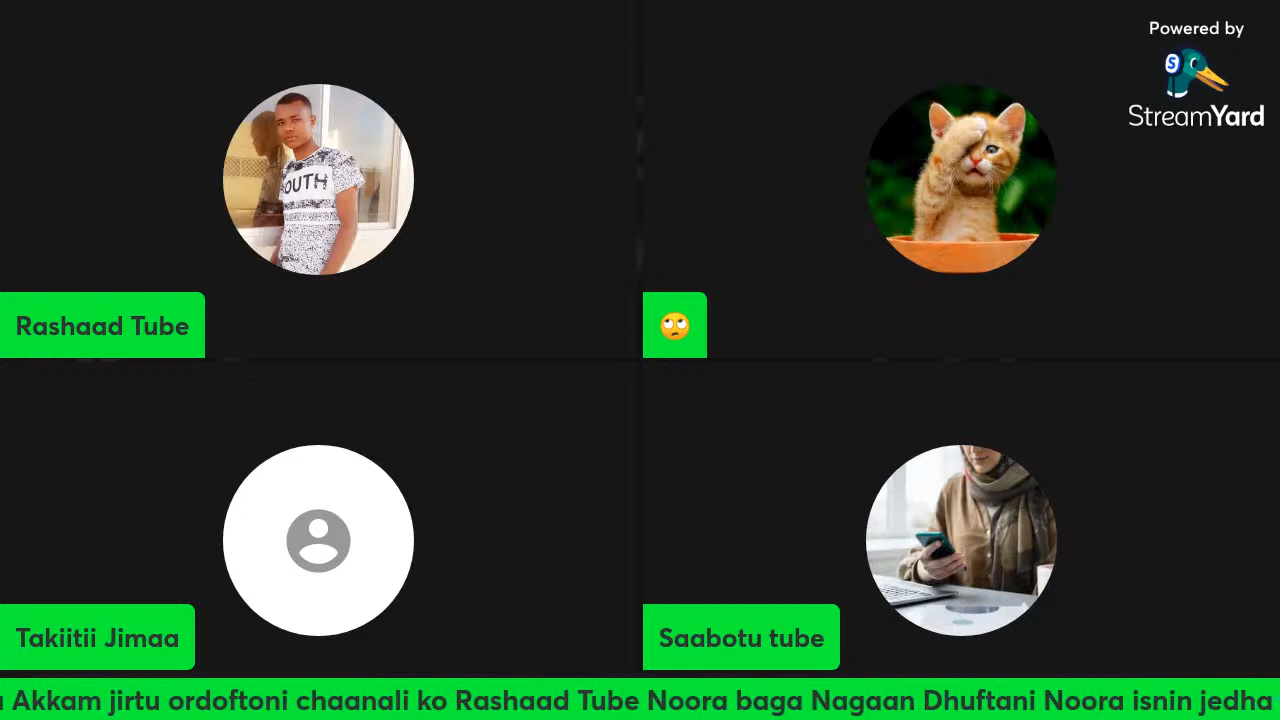 Powered by
StreamYard
SOUTH
Rashaad Tube
🙄
Takiitii Jimaa
Saabotu tube
Akkam jirtu ordoftoni chaanali ko Rashaad Tube Noora baga Nagaan Dhuftani Noora isnin jedha